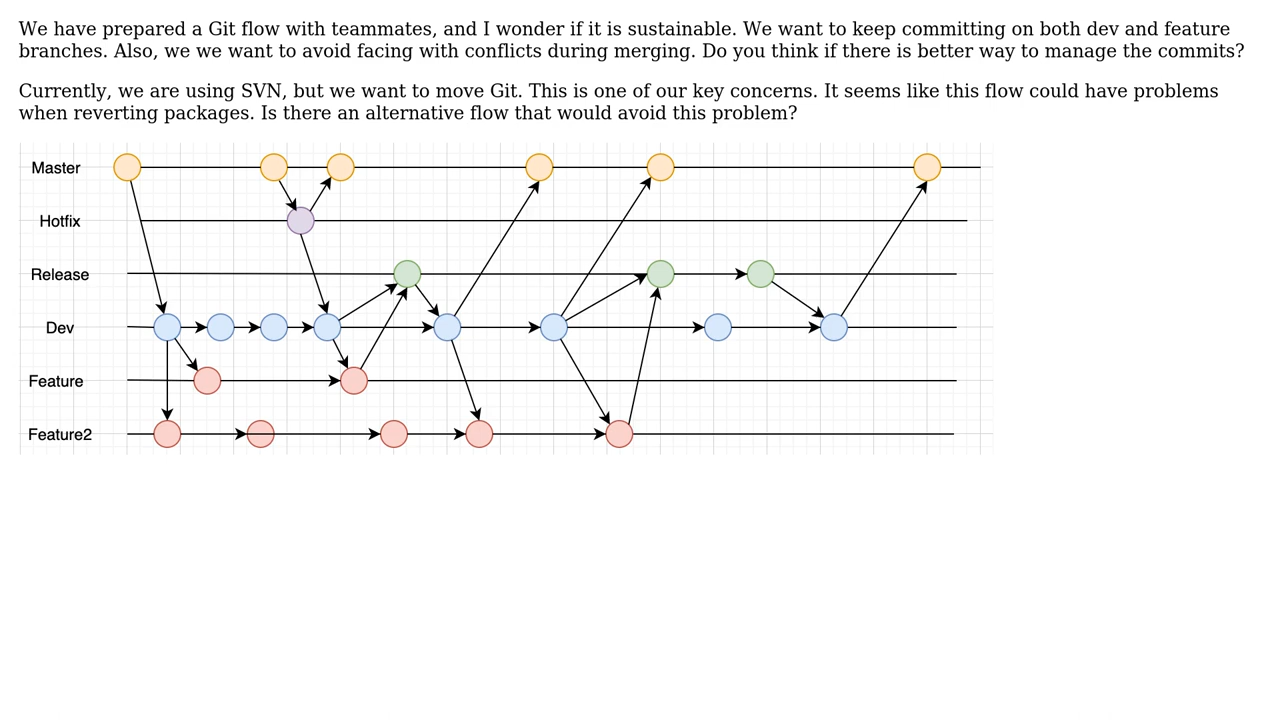 We have prepared a Git flow with teammates, and I wonder if it is sustainable. We want to keep committing on both dev and feature
branches. Also, we we want to avoid facing with conflicts during merging. Do you think if there is better way to manage the commits?
Currently, we are using SVN, but we want to move Git. This is one of our key concerns. It seems like this flow could have problems
when reverting packages. Is there an alternative flow that would avoid this problem?
Master
Hotfix
Release
Dev
Feature
Feature2